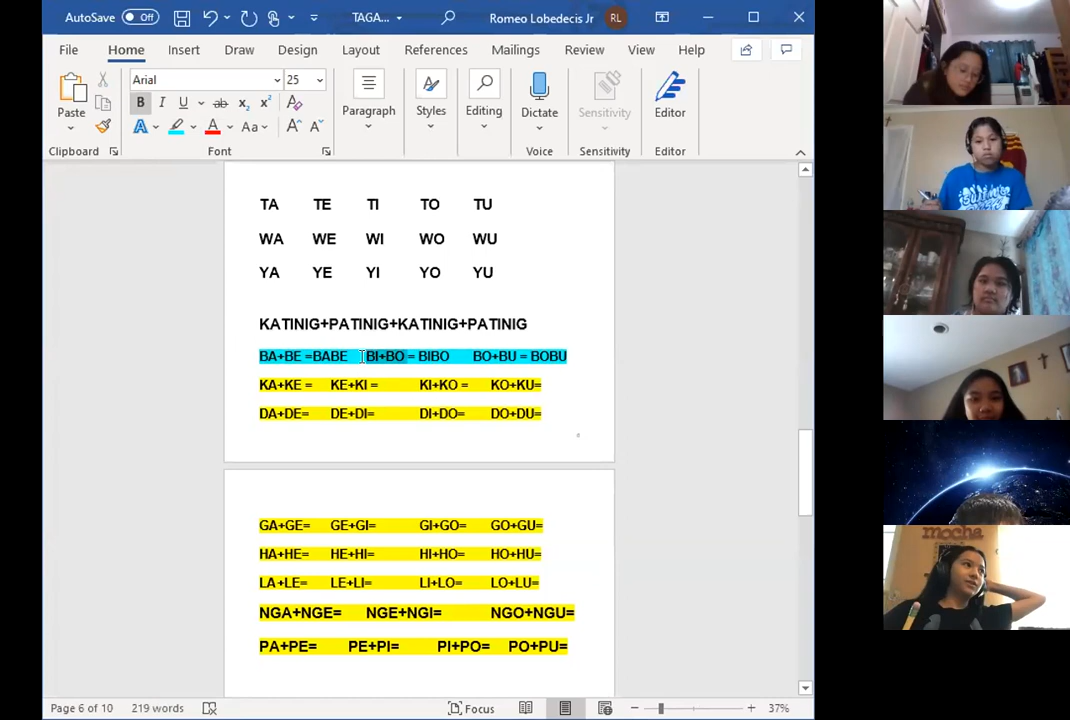 AutoSave Off TAGA... Romeo Lobedecis Jr RL
File Home Insert Draw Design Layout References Mailings Review View Help
Arial 25
Paste B I U ab x₂ x² A Aa A A Paragraph Styles Editing Dictate Sensitivity Editor
Clipboard Font Voice Sensitivity Editor
TA TE TI TO TU
WA WE WI WO WU
YA YE YI YO YU
KATINIG+PATINIG+KATINIG+PATINIG
BA+BE =BABE BI+BO = BIBO BO+BU = BOBU
KA+KE = KE+KI = KI+KO = KO+KU=
DA+DE= DE+DI= DI+DO= DO+DU=
GA+GE= GE+GI= GI+GO= GO+GU=
HA+HE= HE+HI= HI+HO= HO+HU=
LA+LE= LE+LI= LI+LO= LO+LU=
NGA+NGE= NGE+NGI= NGO+NGU=
PA+PE= PE+PI= PI+PO= PO+PU=
Page 6 of 10 219 words Focus 37%
mocha